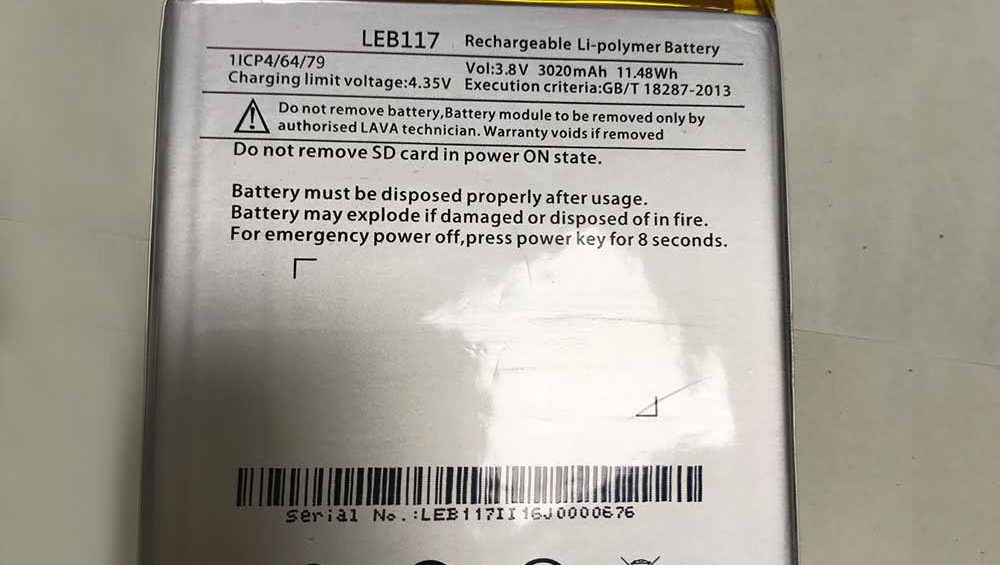 LEB117 Rechargeable Li-polymer Battery
1ICP4/64/79 Vol:3.8V 3020mAh 11.48Wh
Charging limit voltage:4.35V Execution criteria:GB/T 18287-2013
Do not remove battery,Battery module to be removed only by
authorised LAVA technician. Warranty voids if removed
Do not remove SD card in power ON state.
Battery must be disposed properly after usage.
Battery may explode if damaged or disposed of in fire.
For emergency power off,press power key for 8 seconds.
Serial No.:LEB117II16J0000676